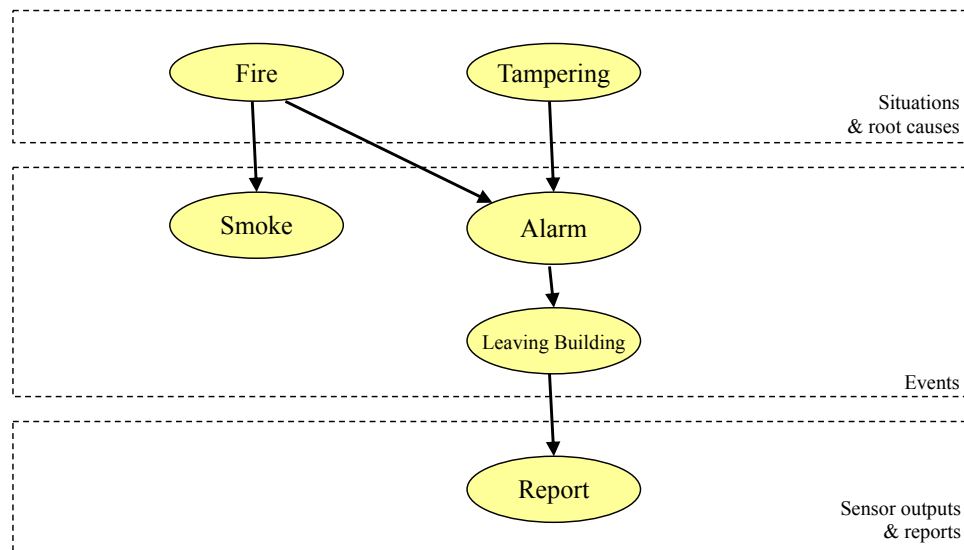 Fire
Tampering
Situations
& root causes
Smoke
Alarm
Leaving Building
Events
Report
Sensor outputs
& reports